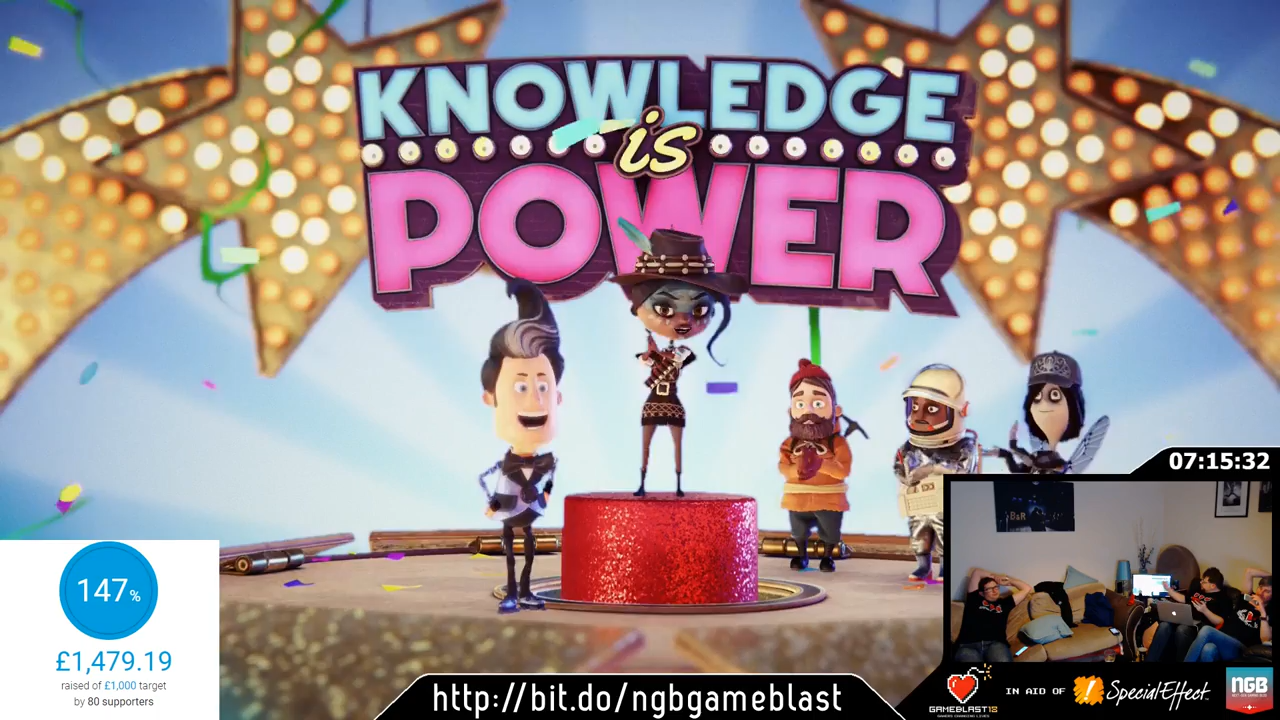 KNOWLEDGE
is
POWER
07:15:32
B&R
147%
£1,479.19
raised of £1,000 target
by 80 supporters
http://bit.do/ngbgameblast
GAMEBLAST18
IN AID OF
SpecialEffect
NGB